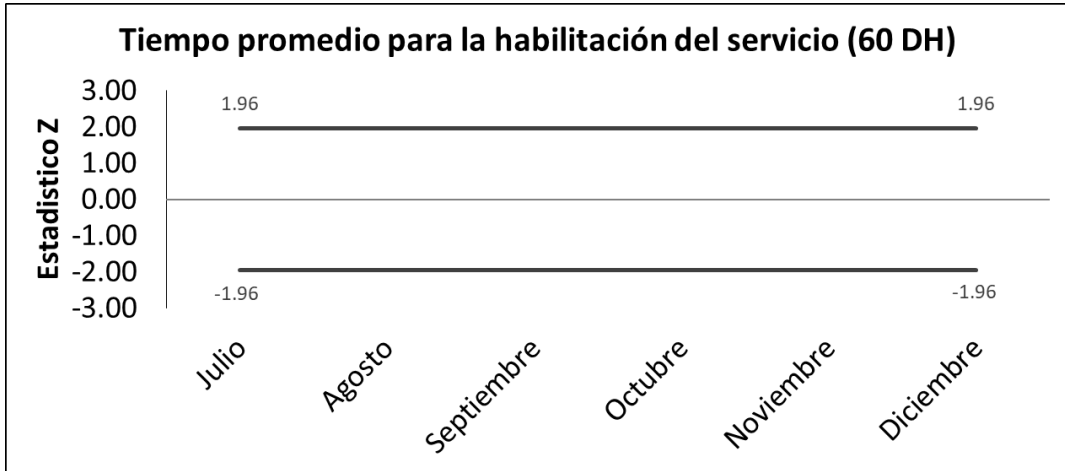 Tiempo promedio para la habilitación del servicio (60 DH)
Estadistico Z
3.00
2.00
1.00
0.00
-1.00
-2.00
-3.00
1.96
1.96
-1.96
-1.96
Julio
Agosto
Septiembre
Octubre
Noviembre
Diciembre